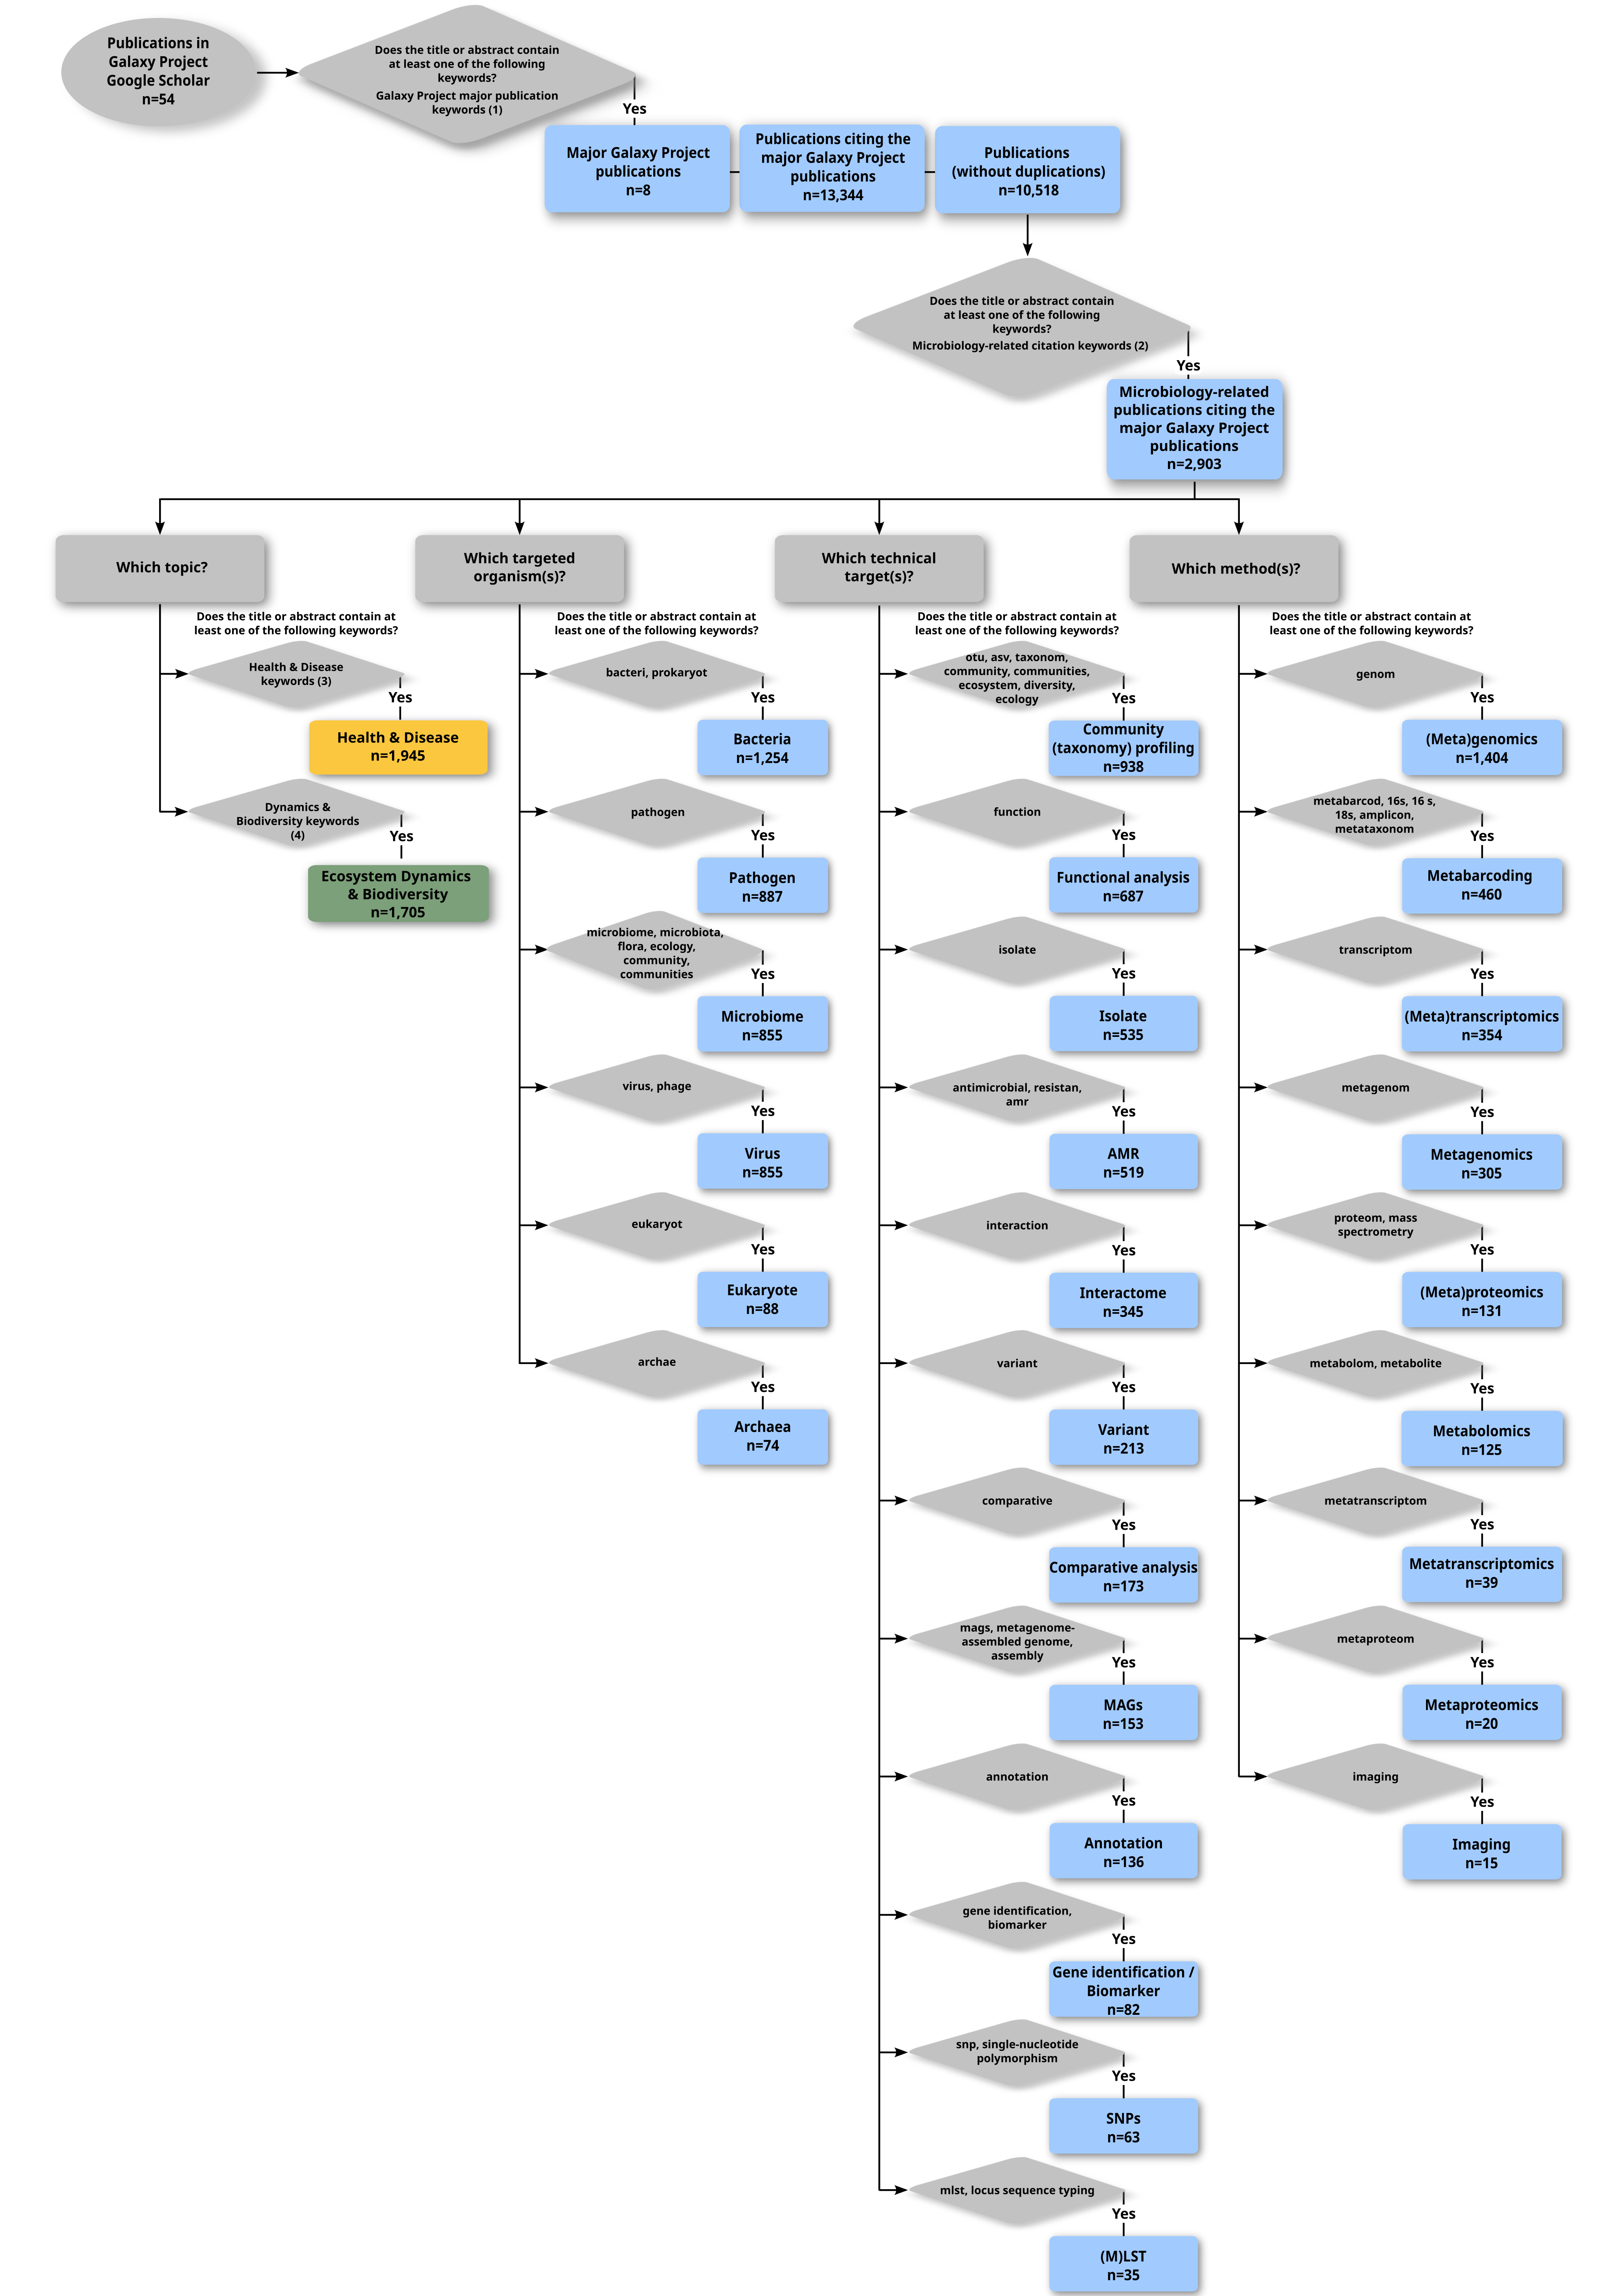 Publications in
Galaxy Project
Google Scholar
n=54
Does the title or abstract contain
at least one of the following
keywords?
Galaxy Project major publication
keywords (1)
Yes
Major Galaxy Project
publications
n=8
Publications citing the
major Galaxy Project
publications
n=13,344
Publications
(without duplications)
n=10,518
Does the title or abstract contain
at least one of the following
keywords?
Microbiology-related citation keywords (2)
Yes
Microbiology-related
publications citing the
major Galaxy Project
publications
n=2,903
Which topic?
Does the title or abstract contain at
least one of the following keywords?
Health & Disease
keywords (3)
Yes
Health & Disease
n=1,945
Dynamics &
Biodiversity keywords
(4)
Yes
Ecosystem Dynamics
& Biodiversity
n=1,705
Which targeted
organism(s)?
Does the title or abstract contain at
least one of the following keywords?
bacteri, prokaryot
Yes
Bacteria
n=1,254
pathogen
Yes
Pathogen
n=887
microbiome, microbiota,
flora, ecology,
community,
communities
Yes
Microbiome
n=855
virus, phage
Yes
Virus
n=855
eukaryot
Yes
Eukaryote
n=88
archae
Yes
Archaea
n=74
Which technical
target(s)?
Does the title or abstract contain at
least one of the following keywords?
otu, asv, taxonom,
community, communities,
ecosystem, diversity,
ecology
Yes
Community
(taxonomy) profiling
n=938
function
Yes
Functional analysis
n=687
isolate
Yes
Isolate
n=535
antimicrobial, resistan,
amr
Yes
AMR
n=519
interaction
Yes
Interactome
n=345
variant
Yes
Variant
n=213
comparative
Yes
Comparative analysis
n=173
mags, metagenome-
assembled genome,
assembly
Yes
MAGs
n=153
annotation
Yes
Annotation
n=136
gene identification,
biomarker
Yes
Gene identification /
Biomarker
n=82
snp, single-nucleotide
polymorphism
Yes
SNPs
n=63
mlst, locus sequence typing
Yes
(M)LST
n=35
Which method(s)?
Does the title or abstract contain at
least one of the following keywords?
genom
Yes
(Meta)genomics
n=1,404
metabarcod, 16s, 16 s,
18s, amplicon,
metataxonom
Yes
Metabarcoding
n=460
transcriptom
Yes
(Meta)transcriptomics
n=354
metagenom
Yes
Metagenomics
n=305
proteom, mass
spectrometry
Yes
(Meta)proteomics
n=131
metabolom, metabolite
Yes
Metabolomics
n=125
metatranscriptom
Yes
Metatranscriptomics
n=39
metaproteom
Yes
Metaproteomics
n=20
imaging
Yes
Imaging
n=15